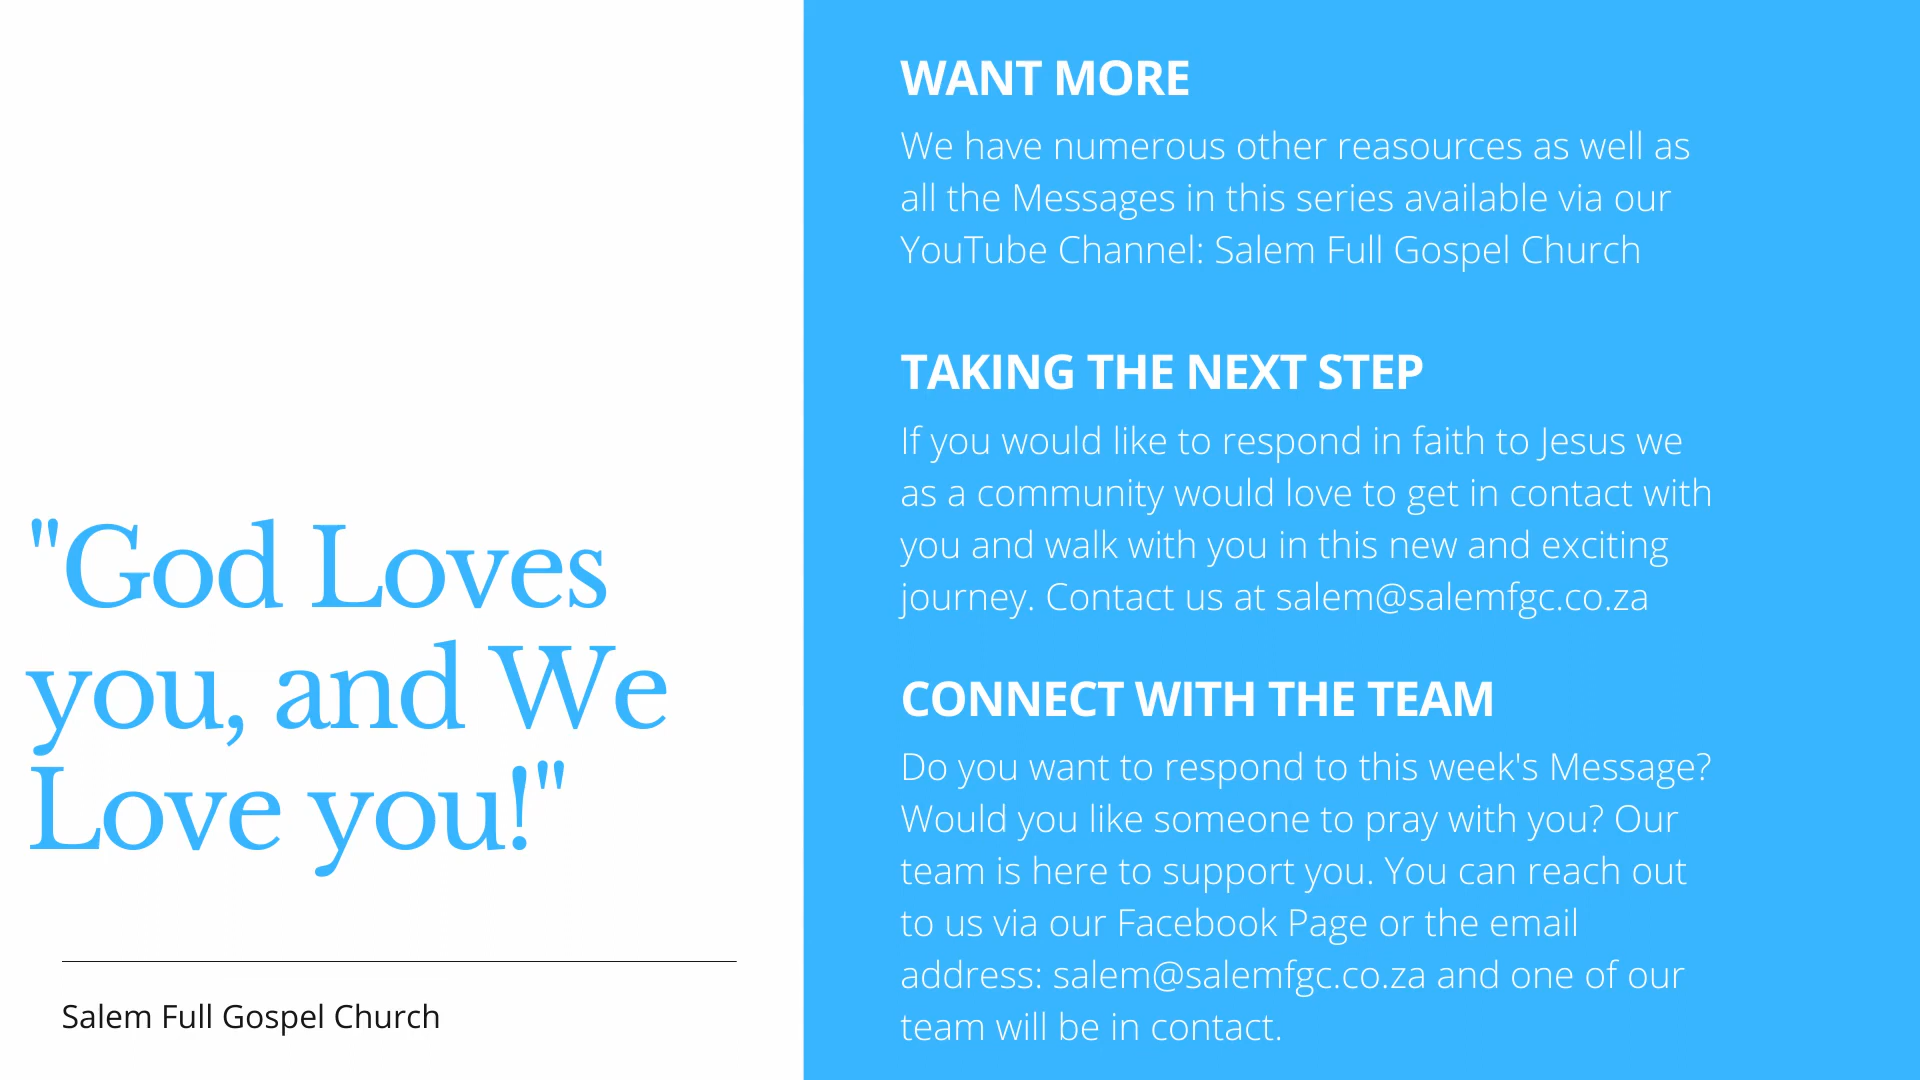 "God Loves
you, and We
Love you!"
Salem Full Gospel Church
WANT MORE
We have numerous other reasources as well as
all the Messages in this series available via our
YouTube Channel: Salem Full Gospel Church
TAKING THE NEXT STEP
If you would like to respond in faith to Jesus we
as a community would love to get in contact with
you and walk with you in this new and exciting
journey. Contact us at salem@salemfgc.co.za
CONNECT WITH THE TEAM
Do you want to respond to this week's Message?
Would you like someone to pray with you? Our
team is here to support you. You can reach out
to us via our Facebook Page or the email
address: salem@salemfgc.co.za and one of our
team will be in contact.